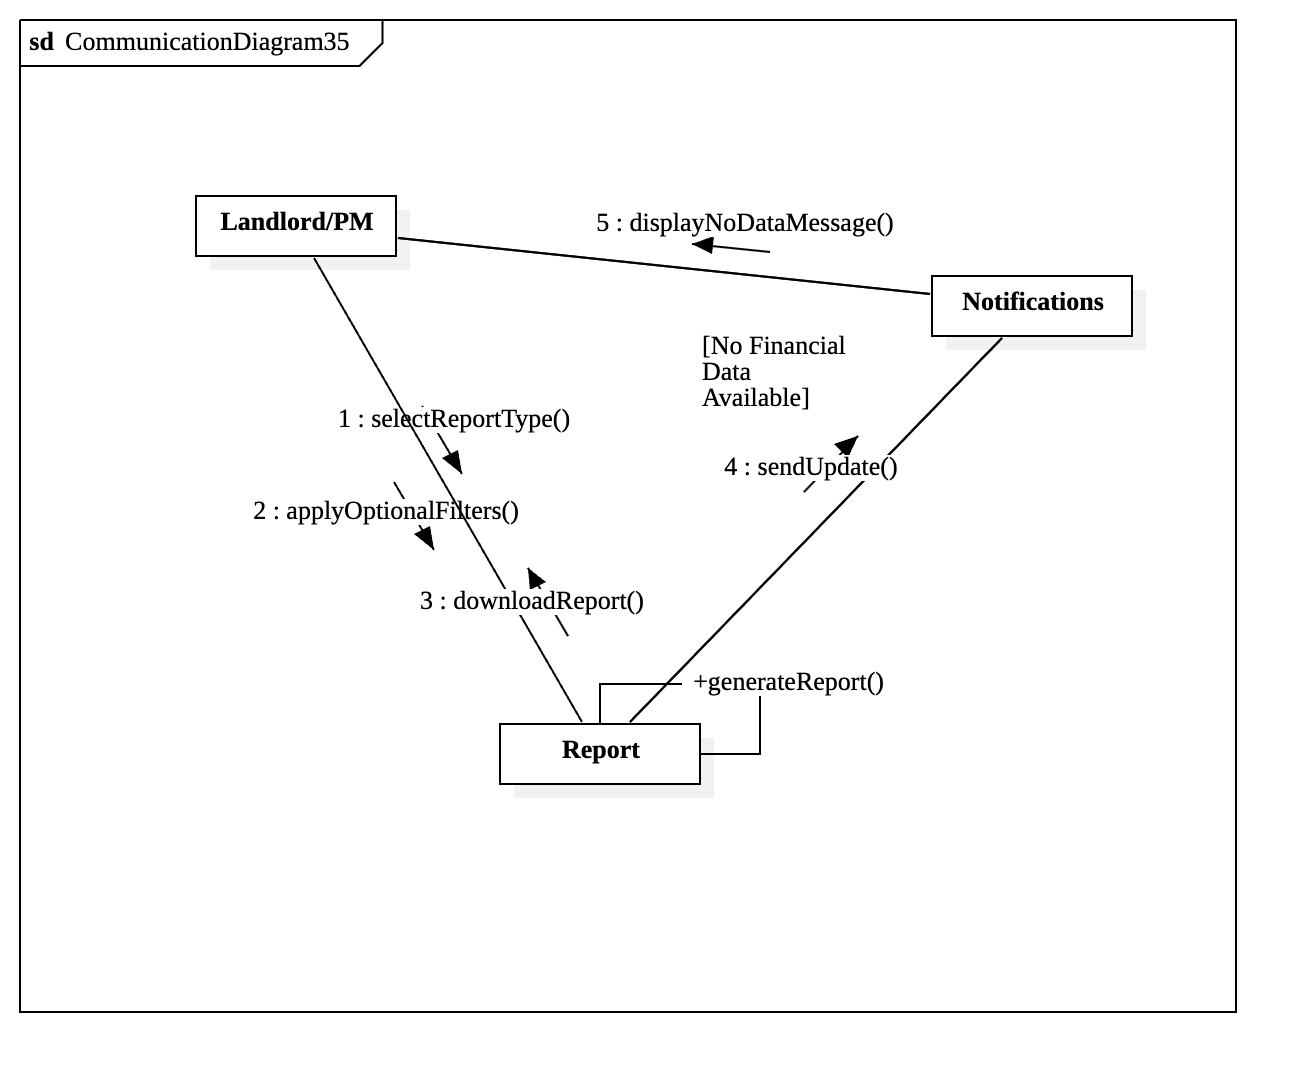 sd CommunicationDiagram35
Landlord/PM
5 : displayNoDataMessage()
Notifications
[No Financial
Data
Available]
1 : selectReportType()
4 : sendUpdate()
2 : applyOptionalFilters()
3 : downloadReport()
+generateReport()
Report